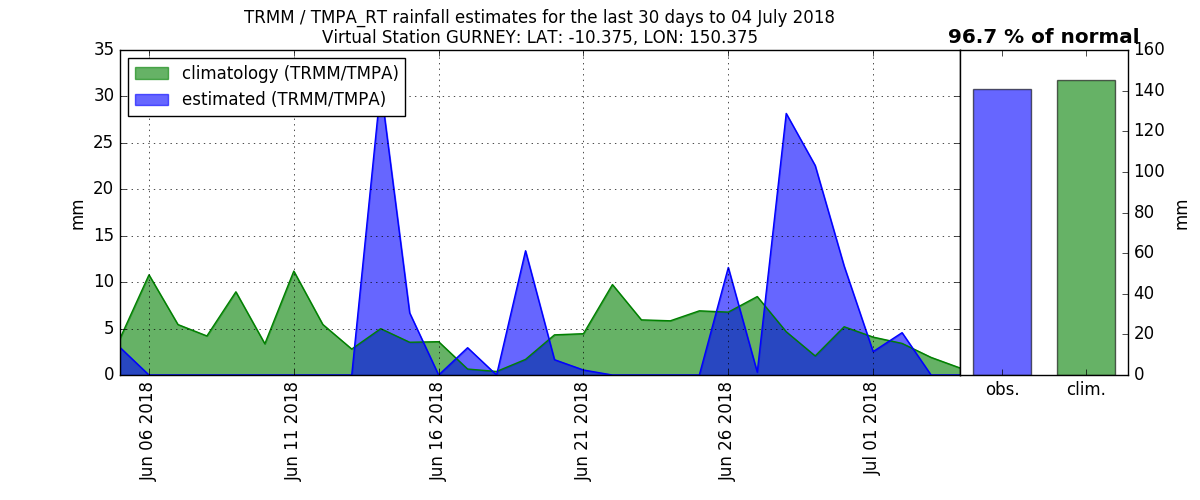 TRMM / TMPA_RT rainfall estimates for the last 30 days to 04 July 2018
Virtual Station GURNEY: LAT: -10.375, LON: 150.375
96.7 % of normal
climatology (TRMM/TMPA)
estimated (TRMM/TMPA)
35
30
25
20
15
10
5
0
mm
Jun 06 2018
Jun 11 2018
Jun 16 2018
Jun 21 2018
Jun 26 2018
Jul 01 2018
160
140
120
100
80
60
40
20
0
mm
obs.
clim.